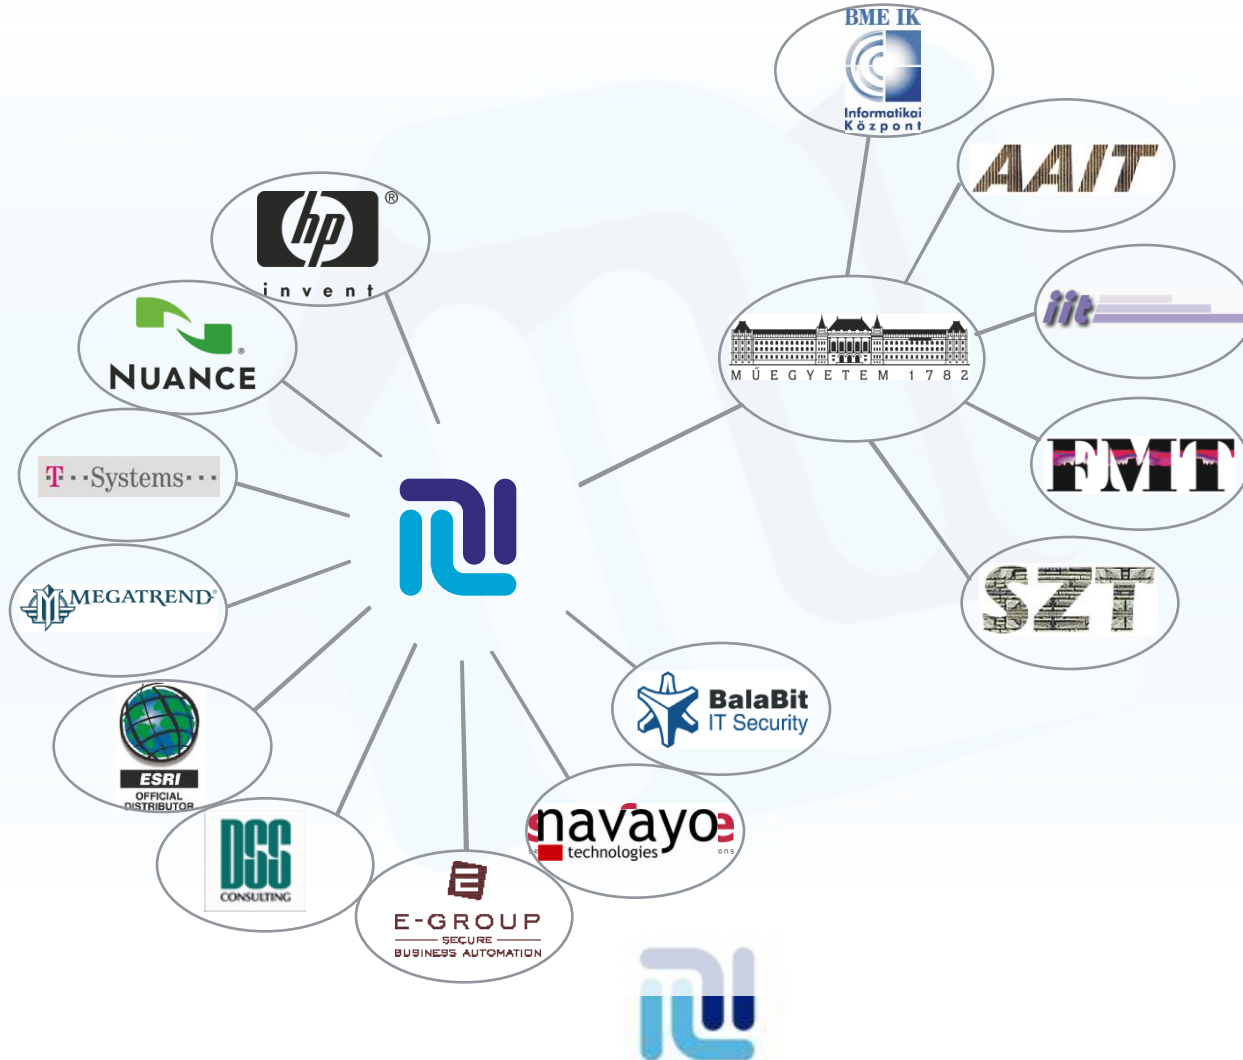 BME IK
Informatikai
Központ
AAIT
hp
®
invent
iit
NUANCE
®
MŰEGYETEM 1782
T··Systems···
FMT
MEGATREND®
SZT
BalaBit
IT Security
ESRI
OFFICIAL
DISTRIBUTOR
navayo
technologies
DSS
CONSULTING
E-GROUP
SECURE
BUSINESS AUTOMATION